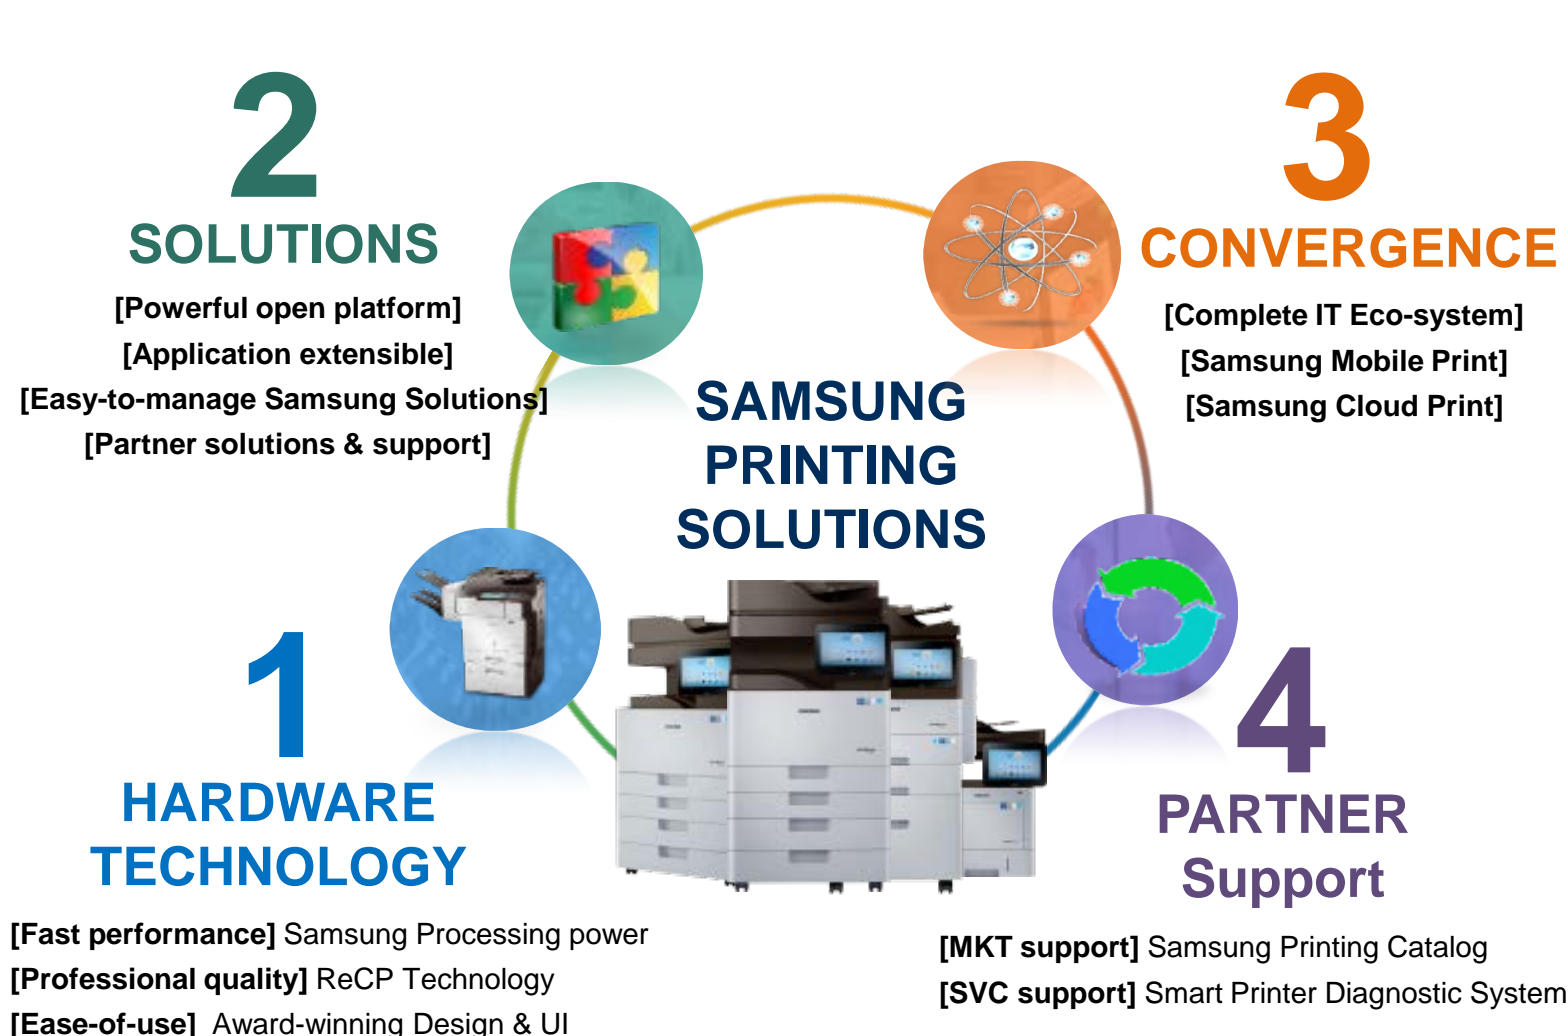 2
SOLUTIONS
[Powerful open platform]
[Application extensible]
[Easy-to-manage Samsung Solutions]
[Partner solutions & support]
3
CONVERGENCE
[Complete IT Eco-system]
[Samsung Mobile Print]
[Samsung Cloud Print]
SAMSUNG
PRINTING
SOLUTIONS
1
HARDWARE
TECHNOLOGY
[Fast performance] Samsung Processing power
[Professional quality] ReCP Technology
[Ease-of-use]  Award-winning Design & UI
4
PARTNER
Support
[MKT support] Samsung Printing Catalog
[SVC support] Smart Printer Diagnostic System